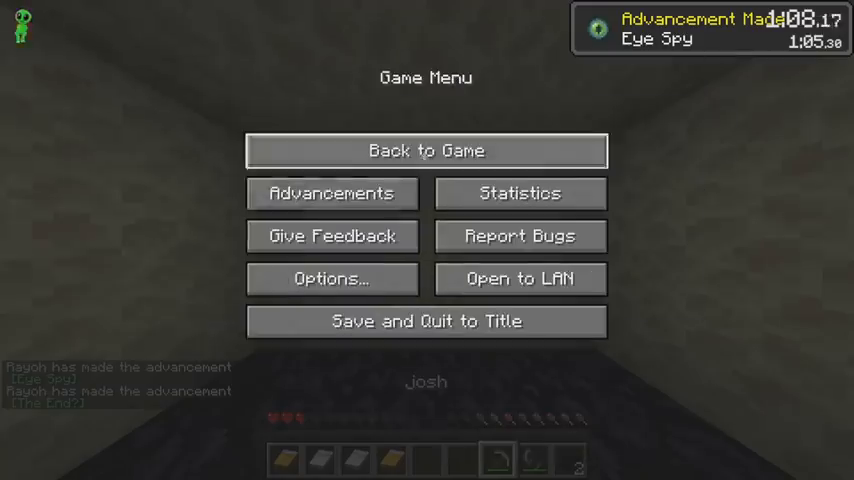 Advancement Made
1:08.17
Eye Spy
1:05.30
Game Menu
Back to Game
Advancements
Statistics
Give Feedback
Report Bugs
Options...
Open to LAN
Save and Quit to Title
Rayoh has made the advancement
[Eye Spy]
Rayoh has made the advancement
[The End?]
josh
2